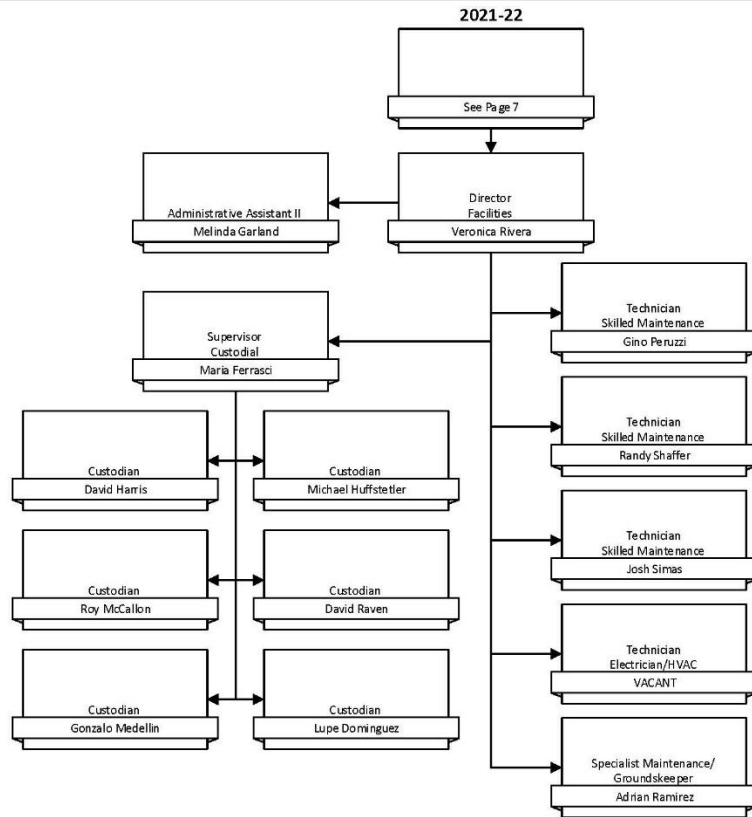 2021-22
See Page 7
Administrative Assistant II
Melinda Garland
Director
Facilities
Veronica Rivera
Supervisor
Custodial
Maria Ferrasci
Technician
Skilled Maintenance
Gino Peruzzi
Technician
Skilled Maintenance
Randy Shaffer
Technician
Skilled Maintenance
Josh Simas
Technician
Electrician/HVAC
VACANT
Specialist Maintenance/
Groundskeeper
Adrian Ramirez
Custodian
David Harris
Custodian
Michael Huffstetler
Custodian
Roy McCallon
Custodian
David Raven
Custodian
Gonzalo Medellin
Custodian
Lupe Dominguez